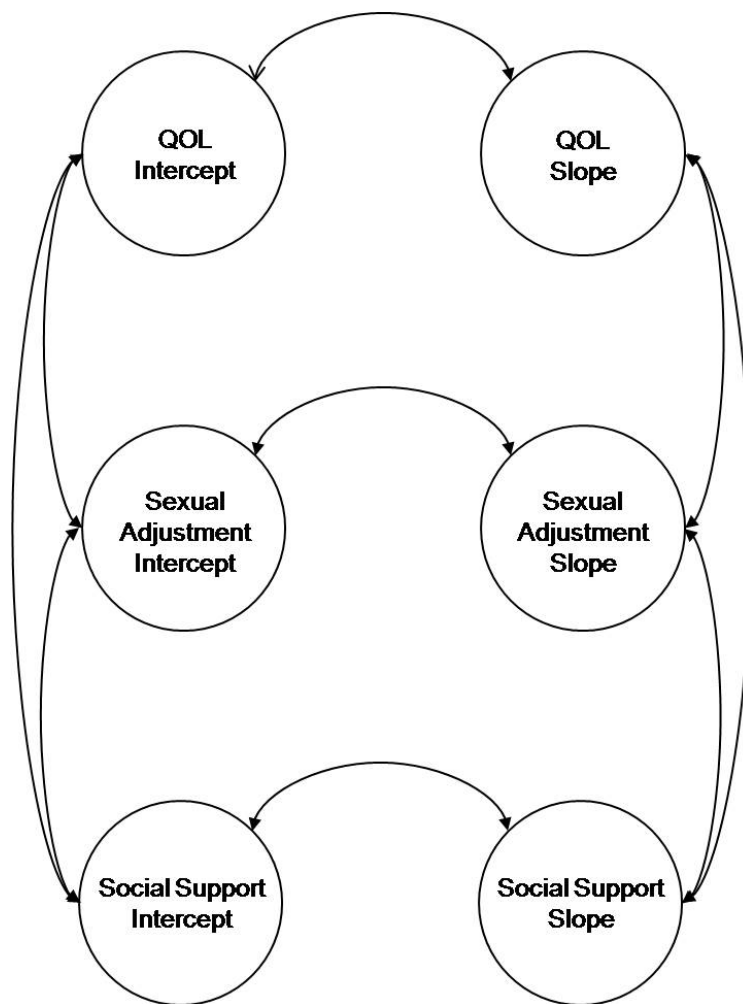 QOL
Intercept
QOL
Slope
Sexual
Adjustment
Intercept
Sexual
Adjustment
Slope
Social Support
Intercept
Social Support
Slope